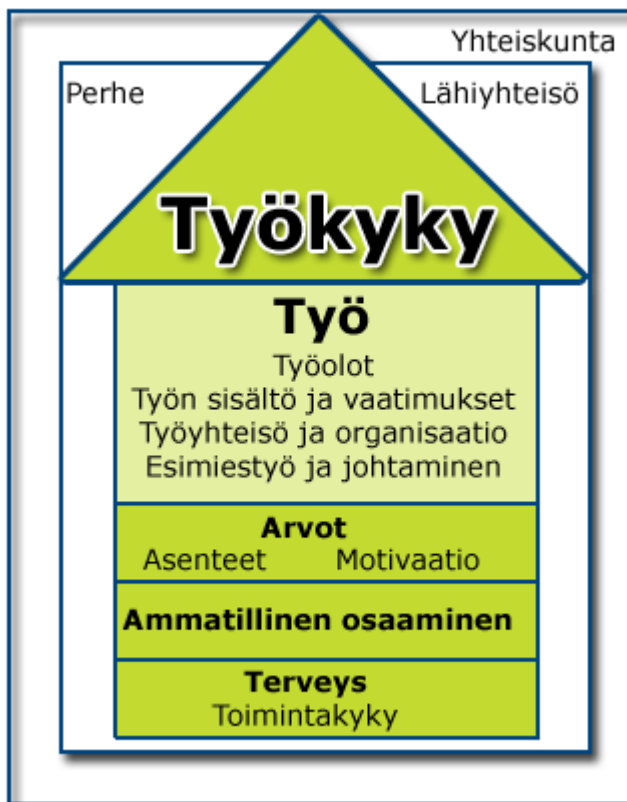 Yhteiskunta
Perhe Lähiyhteisö
Työkyky
Työ
Työolot
Työn sisältö ja vaatimukset
Työyhteisö ja organisaatio
Esimiestyö ja johtaminen
Arvot
Asenteet Motivaatio
Ammatillinen osaaminen
Terveys
Toimintakyky